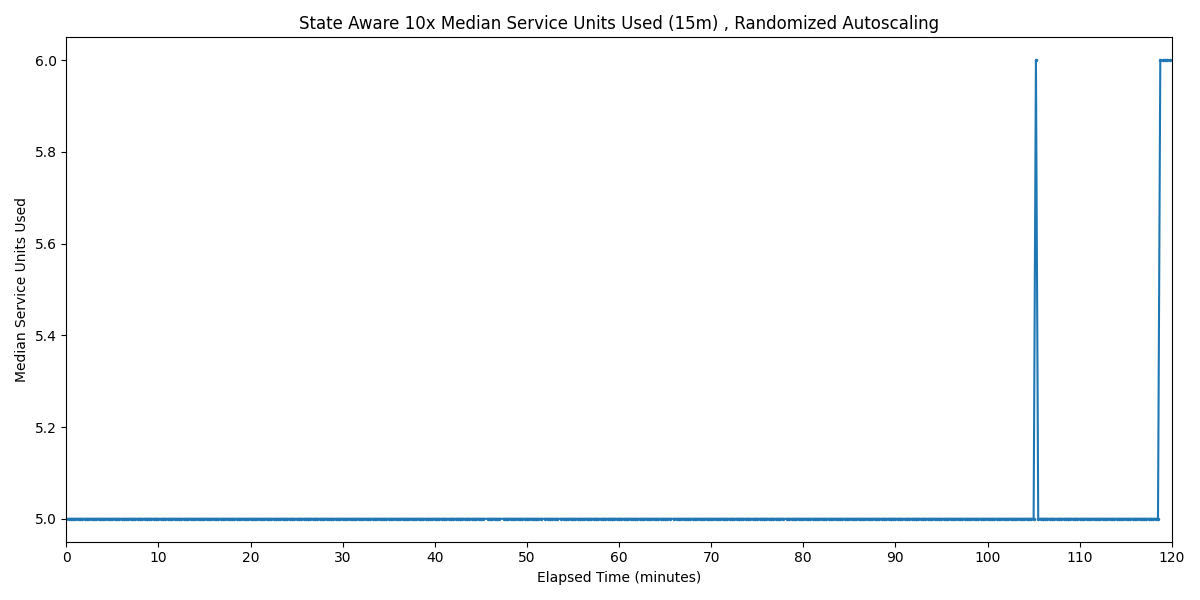 State Aware 10x Median Service Units Used (15m) , Randomized Autoscaling
6.0
5.8
5.6
5.4
5.2
5.0
Median Service Units Used
0 10 20 30 40 50 60 70 80 90 100 110 120
Elapsed Time (minutes)